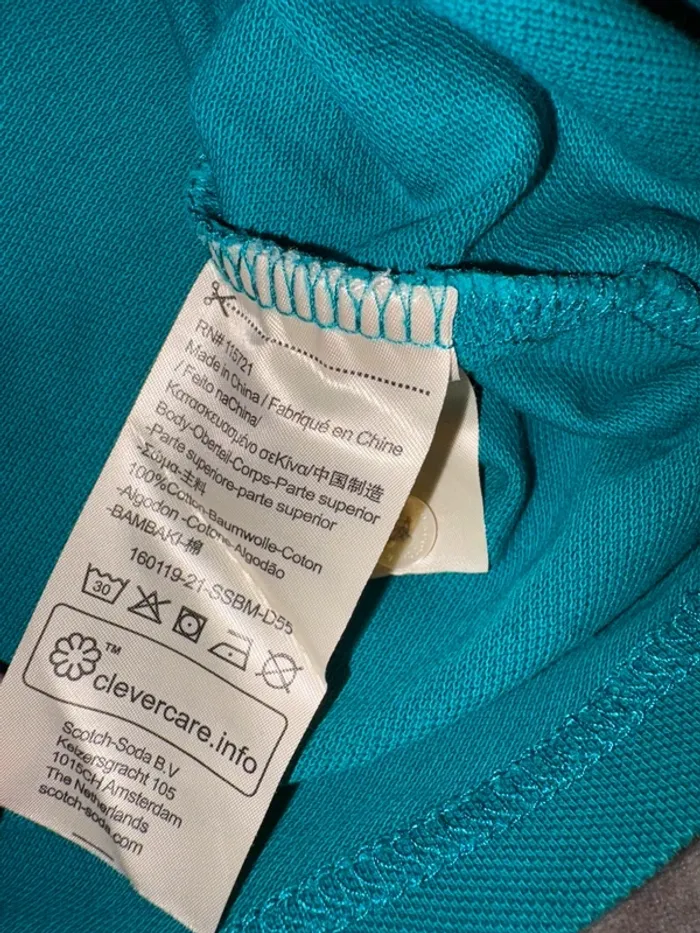 RN# 115721
Made in China / Fabriqué en Chine
/ Feito naChina/
Κατασκευασμένο σεΚίνα/中国制造
Body-Oberteil-Corps-Parte superior
-Parte superiore-parte superior
-Σώμα-主料
100%Cotton-Baumwolle-Coton
-Algodon -Cotone-Algodão
-BAMBAKI-棉
160119-21-SSBM-D55
30
™
clevercare.info
Scotch-Soda B.V
Keizersgracht 105
1015CH Amsterdam
The Netherlands
scotch-soda.com